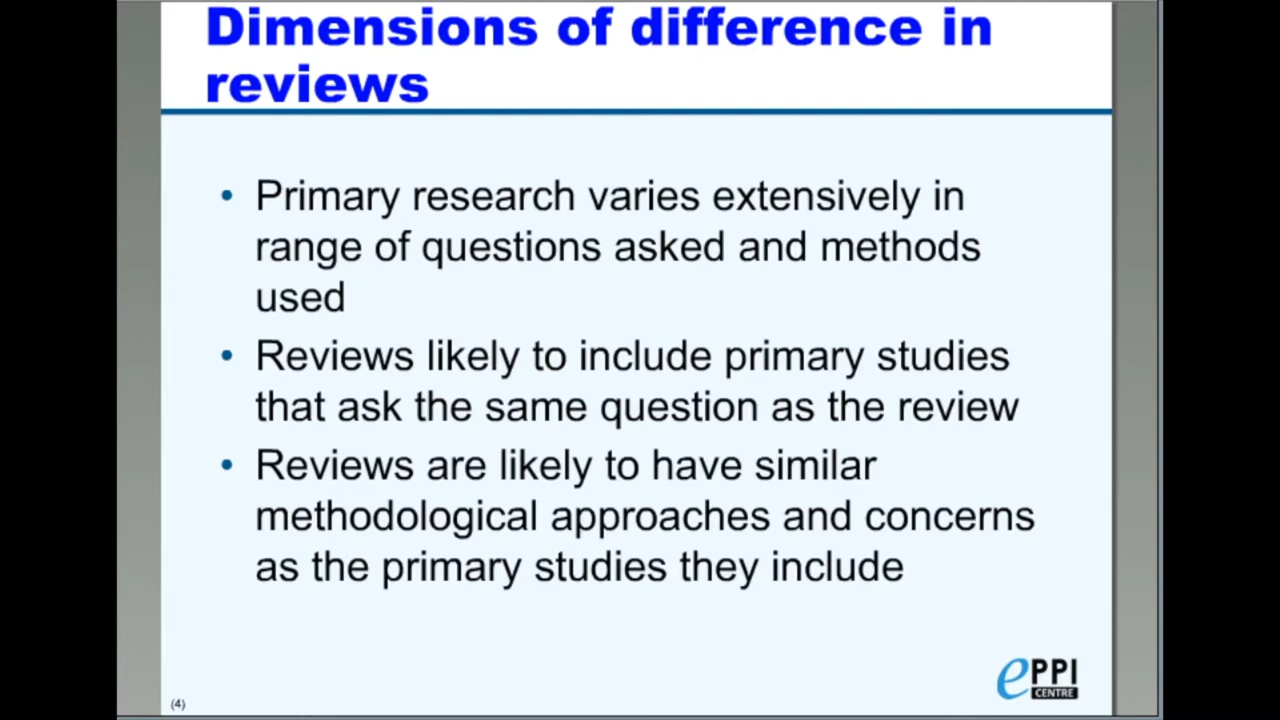 Dimensions of difference in
reviews
• Primary research varies extensively in
range of questions asked and methods
used
• Reviews likely to include primary studies
that ask the same question as the review
• Reviews are likely to have similar
methodological approaches and concerns
as the primary studies they include
ePPI
CENTRE
(4)